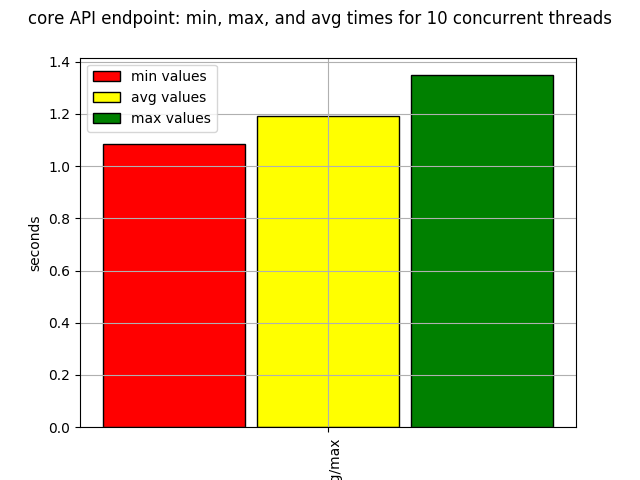 core API endpoint: min, max, and avg times for 10 concurrent threads
1.4
1.2
1.0
0.8
0.6
0.4
0.2
0.0
seconds
min values
avg values
max values
g/max